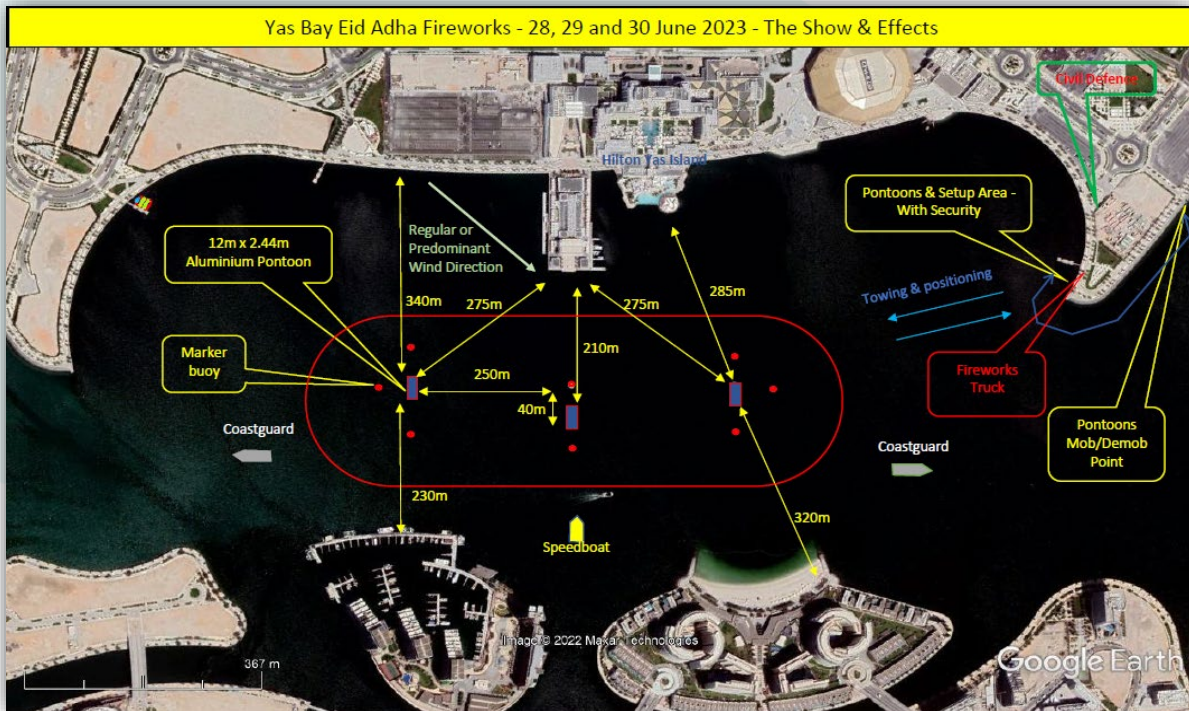 Yas Bay Eid Adha Fireworks - 28, 29 and 30 June 2023 - The Show & Effects
Civil Defence
Hilton Yas Island
Pontoons & Setup Area -
With Security
12m x 2.44m
Aluminium Pontoon
Regular or
Predominant
Wind Direction
Towing & positioning
340m
275m
275m
285m
210m
Marker
buoy
250m
40m
Fireworks
Truck
Pontoons
Mob/Demob
Point
Coastguard
Coastguard
230m
320m
Speedboat
Image © 2022 Maxar Technologies
367 m
Google Earth